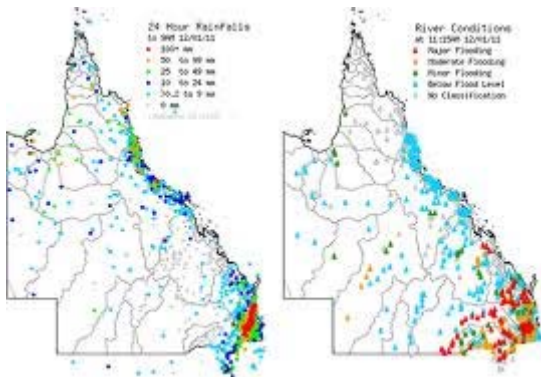 24 Hour Rainfalls
to 9AM 12/01/11
100+ mm
50 to 99 mm
25 to 49 mm
10 to 24 mm
0.2 to 9 mm
0 mm
River Conditions
at 11:15AM 12/01/11
Major Flooding
Moderate Flooding
Minor Flooding
Below Flood Level
No Classification